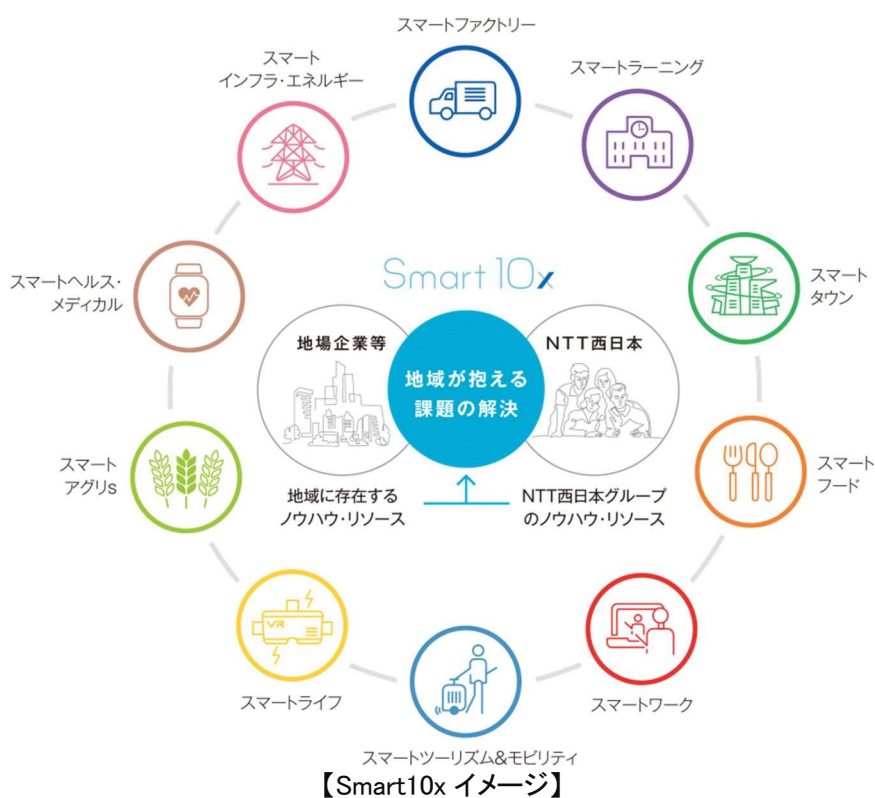 スマートファクトリー
スマート
インフラ・エネルギー
スマートラーニング
スマートヘルス・
メディカル
スマート
タウン
Smart10x
地場企業等
NTT西日本
地域が抱える
課題の解決
スマート
アグリs
スマート
フード
地域に存在する
ノウハウ・リソース
NTT西日本グループ
のノウハウ・リソース
VR
スマートライフ
スマートワーク
スマートツーリズム&モビリティ
【Smart10x イメージ】